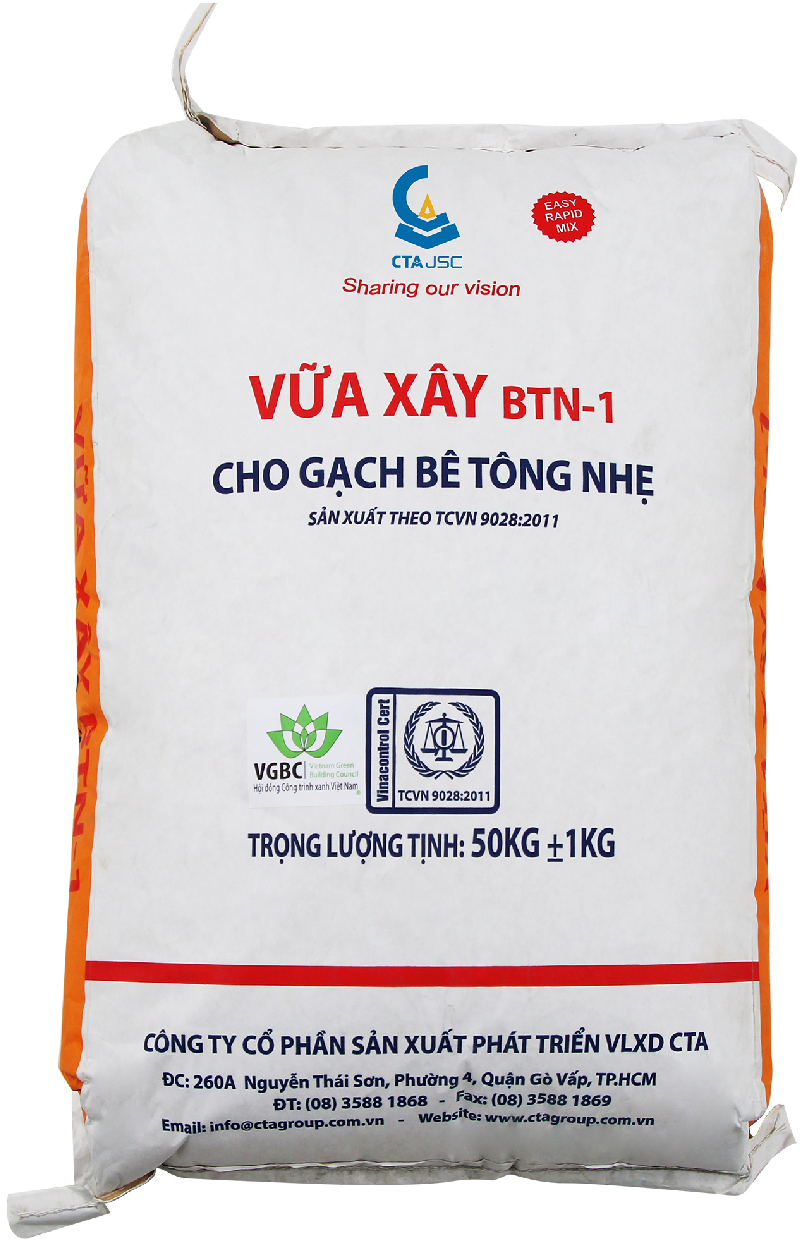 CTA JSC
Sharing our vision
EASY
RAPID
MIX
VỮA XÂY BTN-1
CHO GẠCH BÊ TÔNG NHẸ
SẢN XUẤT THEO TCVN 9028:2011
VGBC
Vietnam Green
Building Council
Hội đồng Công trình xanh Việt Nam
Vinacontrol Cert
TCVN 9028:2011
TRỌNG LƯỢNG TỊNH: 50KG ±1KG
CÔNG TY CỔ PHẦN SẢN XUẤT PHÁT TRIỂN VLXD CTA
ĐC: 260A Nguyễn Thái Sơn, Phường 4, Quận Gò Vấp, TP.HCM
ĐT: (08) 3588 1868 - Fax: (08) 3588 1869
Email: info@ctagroup.com.vn - Website: www.ctagroup.com.vn
VỮA XÂY BTN-1